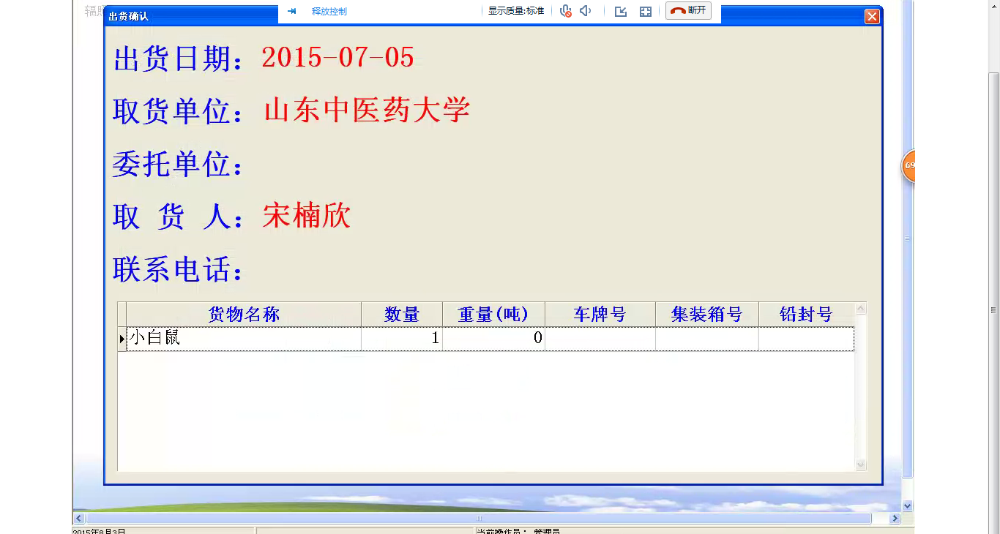 释放控制 显示质量:标准 断开
出货确认
出货日期：2015-07-05
取货单位：山东中医药大学
委托单位：
取 货 人：宋楠欣
联系电话：
货物名称 数量 重量(吨) 车牌号 集装箱号 铅封号
小白鼠 1 0
69
2015年8月3日 当前操作员： 管理员